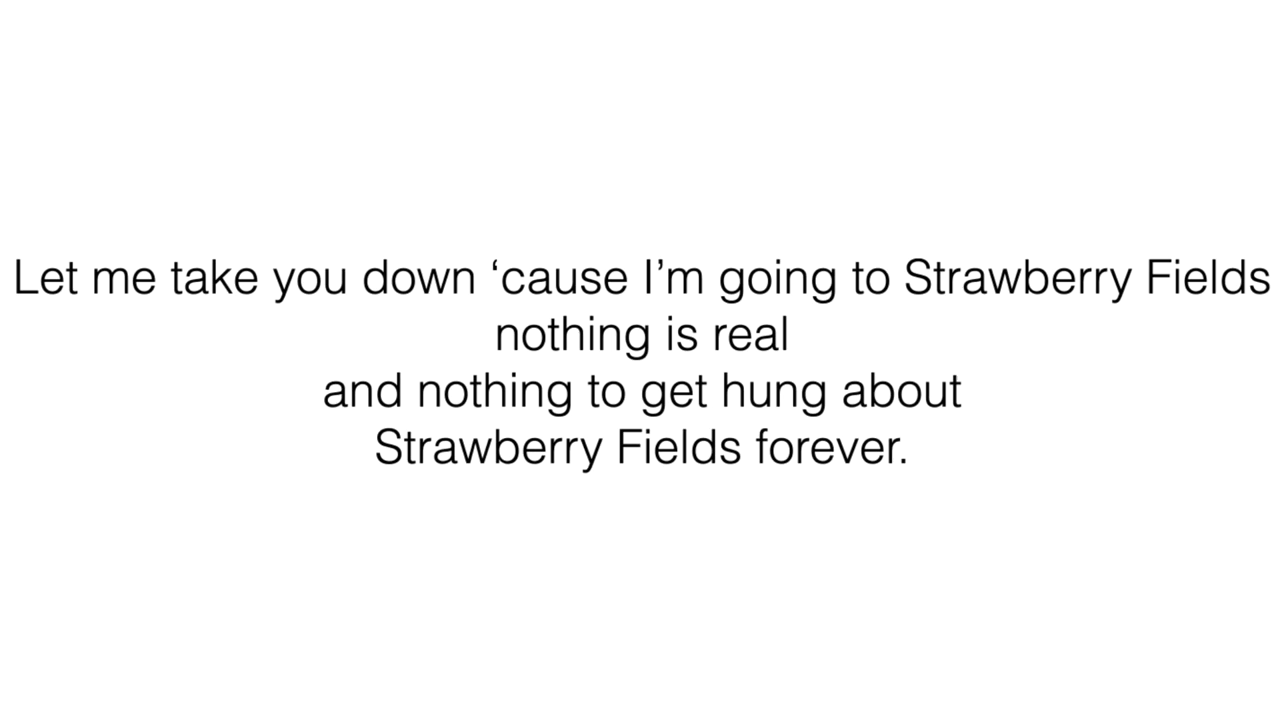 Let me take you down ‘cause I’m going to Strawberry Fields
nothing is real
and nothing to get hung about
Strawberry Fields forever.